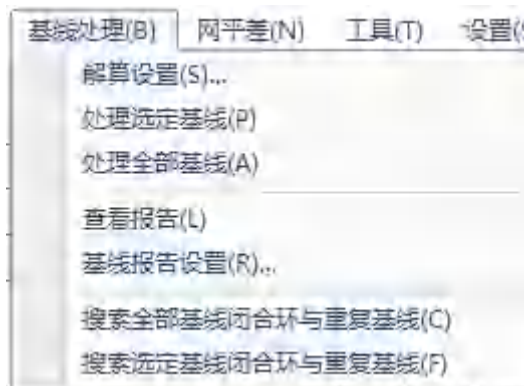 基线处理(B) 网平差(N) 工具(T) 设置(
解算设置(S)...
处理选定基线(P)
处理全部基线(A)
查看报告(L)
基线报告设置(R)...
搜索全部基线闭合环与重复基线(C)
搜索选定基线闭合环与重复基线(F)